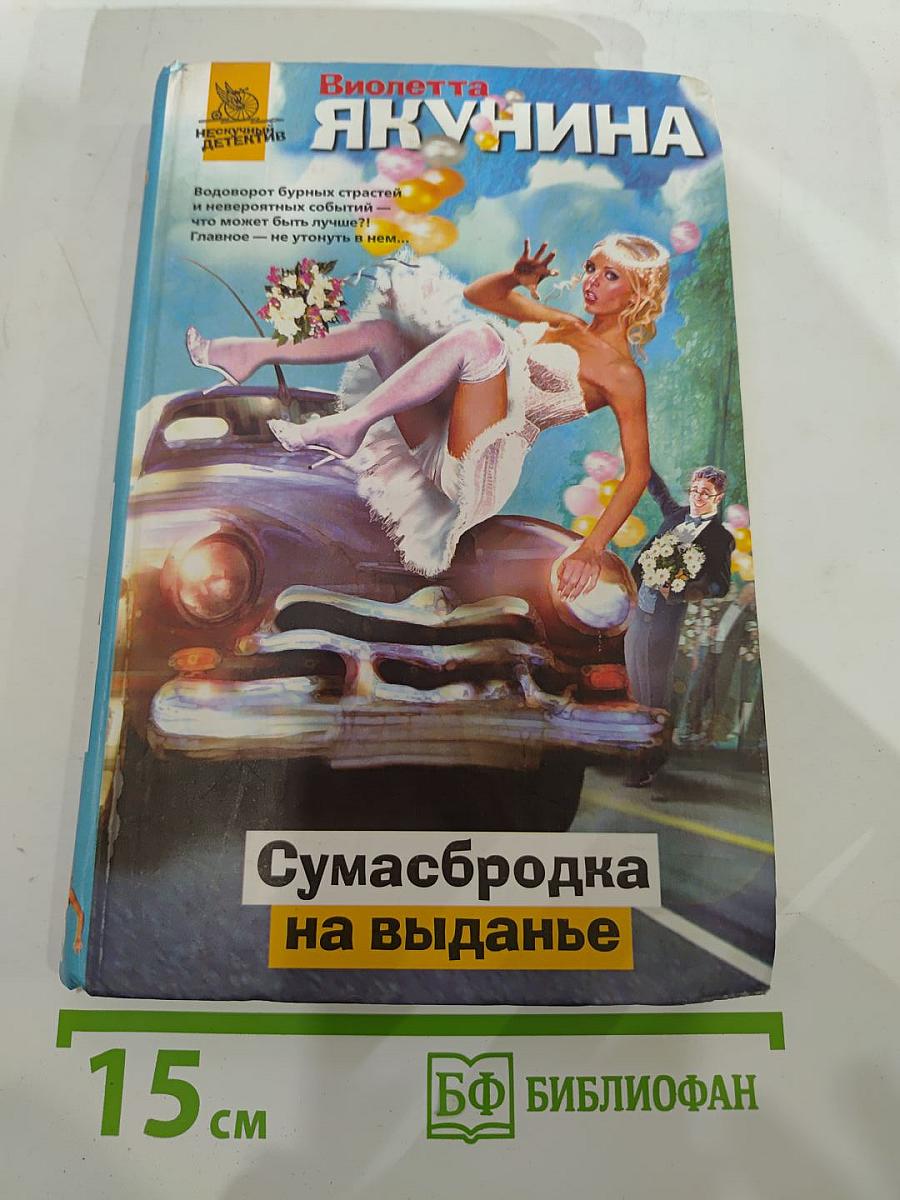 Виолетта
ЯКУНИНА
НЕскучный
ДЕТЕКТИВ
Водоворот бурных страстей
и невероятных событий —
что может быть лучше?!
Главное — не утонуть в нем...
Сумасбродка
на выданье
15 см
БФ БИБЛИОФАН